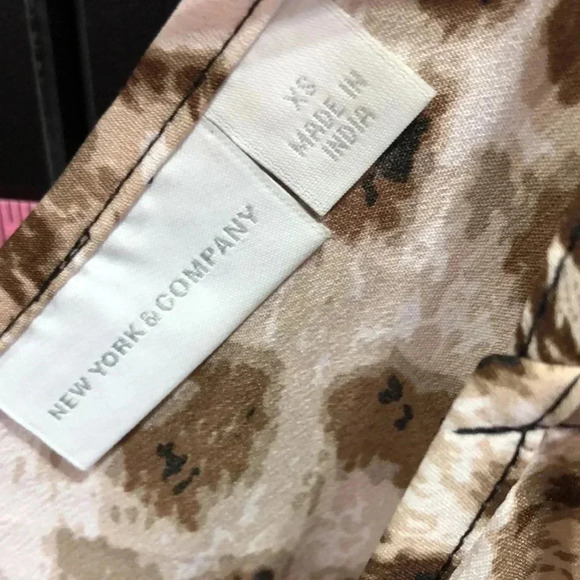 XS
MADE IN
INDIA
NEW YORK & COMPANY